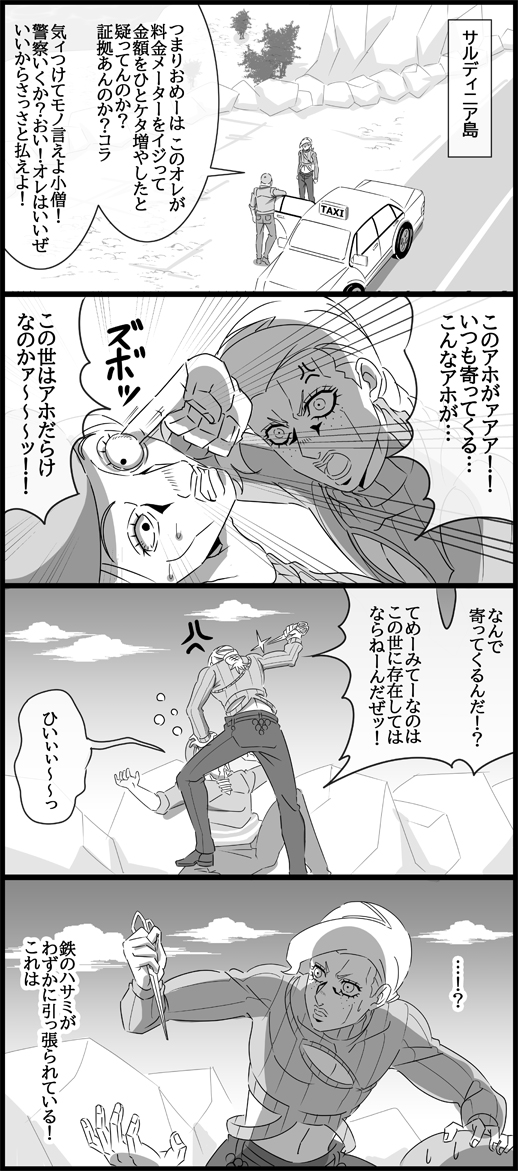 サルディニア島
つまりおめーは このオレが
料金メーターをイジって
金額をひとケタ増やしたと
疑ってんのか？
証拠あんのか？コラ
気ィつけてモノ言えよ小僧！
警察いくか？おい！オレはいいぜ
いいからさっさと払えよ！
TAXI
このアホがァアア！！
いつも寄ってくる…
こんなアホが…
ズボッ
この世はアホだらけ
なのかァ～～～ッ！！
なんで
寄ってくるんだ！？
てめーみてーなのは
この世に存在しては
ならねーんだぜッ！
ひいぃぃ～～っ
…！？
鉄のハサミが
わずかに引っ張られている！
これは